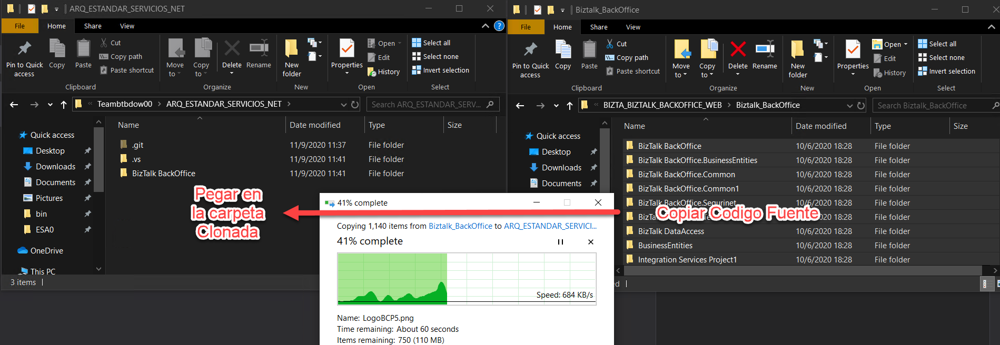 ARQ_ESTANDAR_SERVICIOS_NET
File Home Share View
Pin to Quick access
Copy
Paste
Cut
Copy path
Paste shortcut
Clipboard
Move to
Copy to
Delete
Rename
Organize
New folder
New
Properties
Open
Edit
History
Open
Select all
Select none
Invert selection
Select
« Teambtbdow00 > ARQ_ESTANDAR_SERVICIOS_NET >
Search ARQ_ESTANDAR_SERV...
Name Date modified Type Size
.git 11/9/2020 11:37 File folder
.vs 11/9/2020 11:41 File folder
BizTalk BackOffice 11/9/2020 11:41 File folder
Quick access
Desktop
Downloads
Documents
Pictures
bin
ESA0
OneDrive
This PC
3 items
Pegar en
la carpeta
Clonada
Biztalk_BackOffice
File Home Share View
Pin to Quick access
Copy
Paste
Cut
Copy path
Paste shortcut
Clipboard
Move to
Copy to
Delete
Rename
Organize
New folder
New
Properties
Open
Edit
History
Open
Select all
Select none
Invert selection
Select
« BIZTA_BIZTALK_BACKOFFICE_WEB > Biztalk_BackOffice
Search Biztalk_BackOffice
Name Date modified Type Size
Quick access
Desktop
Downloads
Documents
BizTalk BackOffice 10/6/2020 18:28 File folder
BizTalk BackOffice.BusinessEntities 10/6/2020 18:28 File folder
BizTalk BackOffice.Common 10/6/2020 18:28 File folder
BizTalk BackOffice.Common1 10/6/2020 18:28 File folder
BizTalk BackOffice.Segurinet 10/6/2020 18:28 File folder
10/6/2020 18:28 File folder
BizTalk DataAccess 10/6/2020 18:28 File folder
BusinessEntities 10/6/2020 18:28 File folder
Integration Services Project1 10/6/2020 18:28 File folder
Copiar Codigo Fuente
41% complete
Copying 1,140 items from Biztalk_BackOffice to ARQ_ESTANDAR_SERVICI...
41% complete
Speed: 684 KB/s
Name: LogoBCP5.png
Time remaining: About 60 seconds
Items remaining: 750 (110 MB)